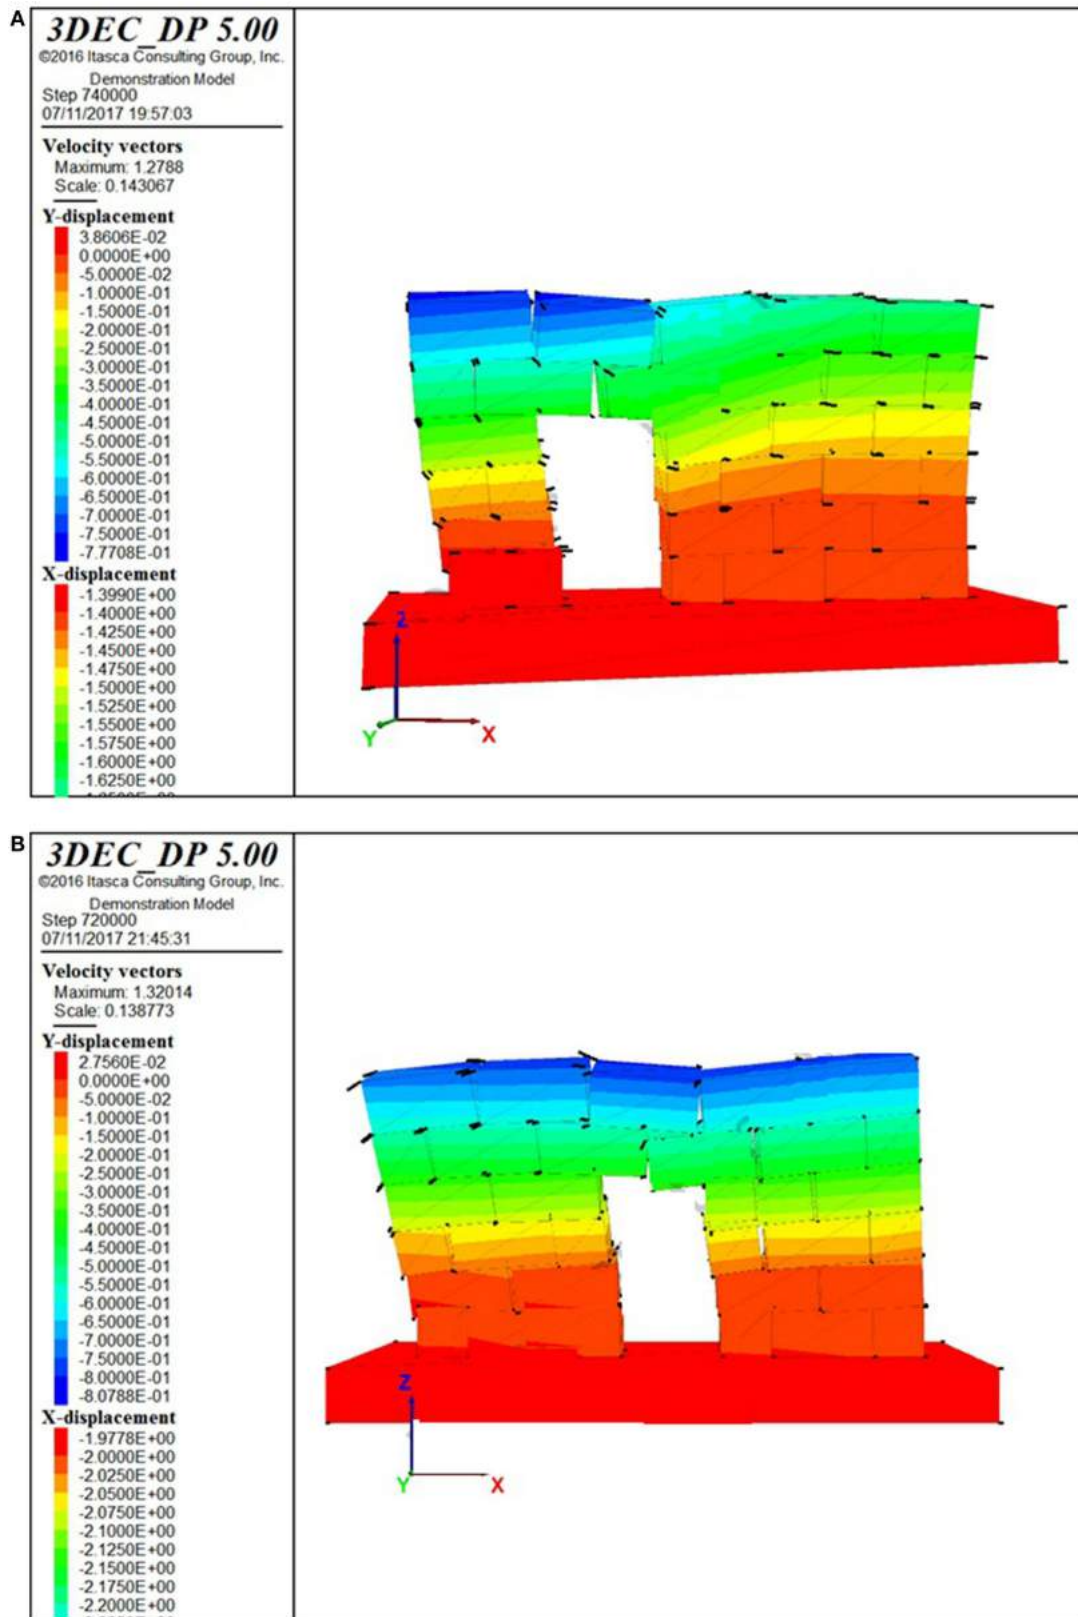 A
3DEC_DP 5.00
©2016 Itasca Consulting Group, Inc.
Demonstration Model
Step 740000
07/11/2017 19:57:03
Velocity vectors
Maximum: 1.2788
Scale: 0.143067
Y-displacement
3.8606E-02
0.0000E+00
-5.0000E-02
-1.0000E-01
-1.5000E-01
-2.0000E-01
-2.5000E-01
-3.0000E-01
-3.5000E-01
-4.0000E-01
-4.5000E-01
-5.0000E-01
-5.5000E-01
-6.0000E-01
-6.5000E-01
-7.0000E-01
-7.5000E-01
-7.7708E-01
X-displacement
-1.3990E+00
-1.4000E+00
-1.4250E+00
-1.4500E+00
-1.4750E+00
-1.5000E+00
-1.5250E+00
-1.5500E+00
-1.5750E+00
-1.6000E+00
-1.6250E+00
Z
Y
X
B
3DEC_DP 5.00
©2016 Itasca Consulting Group, Inc.
Demonstration Model
Step 720000
07/11/2017 21:45:31
Velocity vectors
Maximum: 1.32014
Scale: 0.138773
Y-displacement
2.7560E-02
0.0000E+00
-5.0000E-02
-1.0000E-01
-1.5000E-01
-2.0000E-01
-2.5000E-01
-3.0000E-01
-3.5000E-01
-4.0000E-01
-4.5000E-01
-5.0000E-01
-5.5000E-01
-6.0000E-01
-6.5000E-01
-7.0000E-01
-7.5000E-01
-8.0000E-01
-8.0788E-01
X-displacement
-1.9778E+00
-2.0000E+00
-2.0250E+00
-2.0500E+00
-2.0750E+00
-2.1000E+00
-2.1250E+00
-2.1500E+00
-2.1750E+00
-2.2000E+00
Z
Y
X